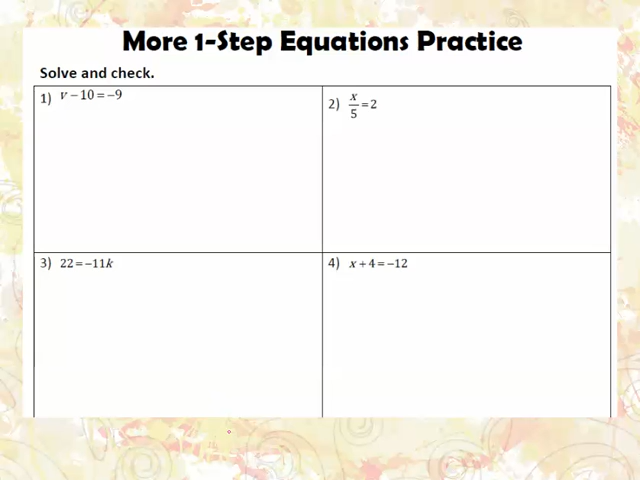 More 1-Step Equations Practice
Solve and check.
1) v − 10 = −9
2) x/5 = 2
3) 22 = −11k
4) x + 4 = −12